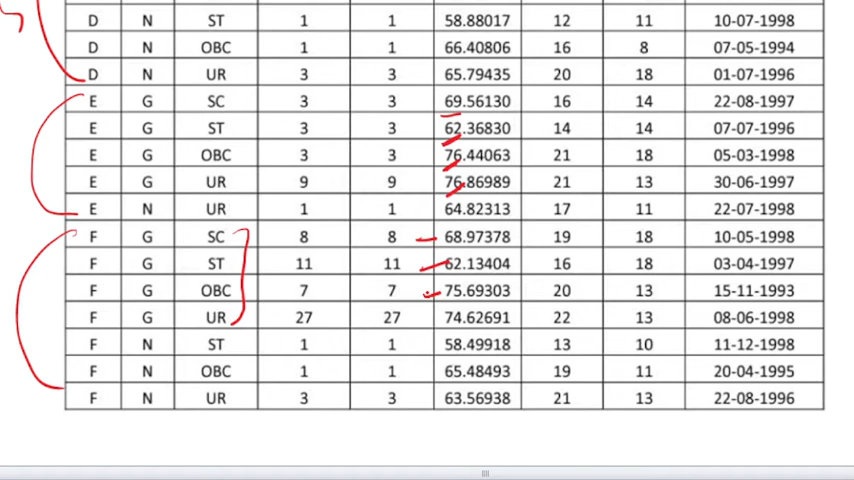 D N ST 1 1 58.88017 12 11 10-07-1998
D N OBC 1 1 66.40806 16 8 07-05-1994
D N UR 3 3 65.79435 20 18 01-07-1996
E G SC 3 3 69.56130 16 14 22-08-1997
E G ST 3 3 62.36830 14 14 07-07-1996
E G OBC 3 3 76.44063 21 18 05-03-1998
E G UR 9 9 76.86989 21 13 30-06-1997
E N UR 1 1 64.82313 17 11 22-07-1998
F G SC 8 8 68.97378 19 18 10-05-1998
F G ST 11 11 62.13404 16 18 03-04-1997
F G OBC 7 7 75.69303 20 13 15-11-1993
F G UR 27 27 74.62691 22 13 08-06-1998
F N ST 1 1 58.49918 13 10 11-12-1998
F N OBC 1 1 65.48493 19 11 20-04-1995
F N UR 3 3 63.56938 21 13 22-08-1996